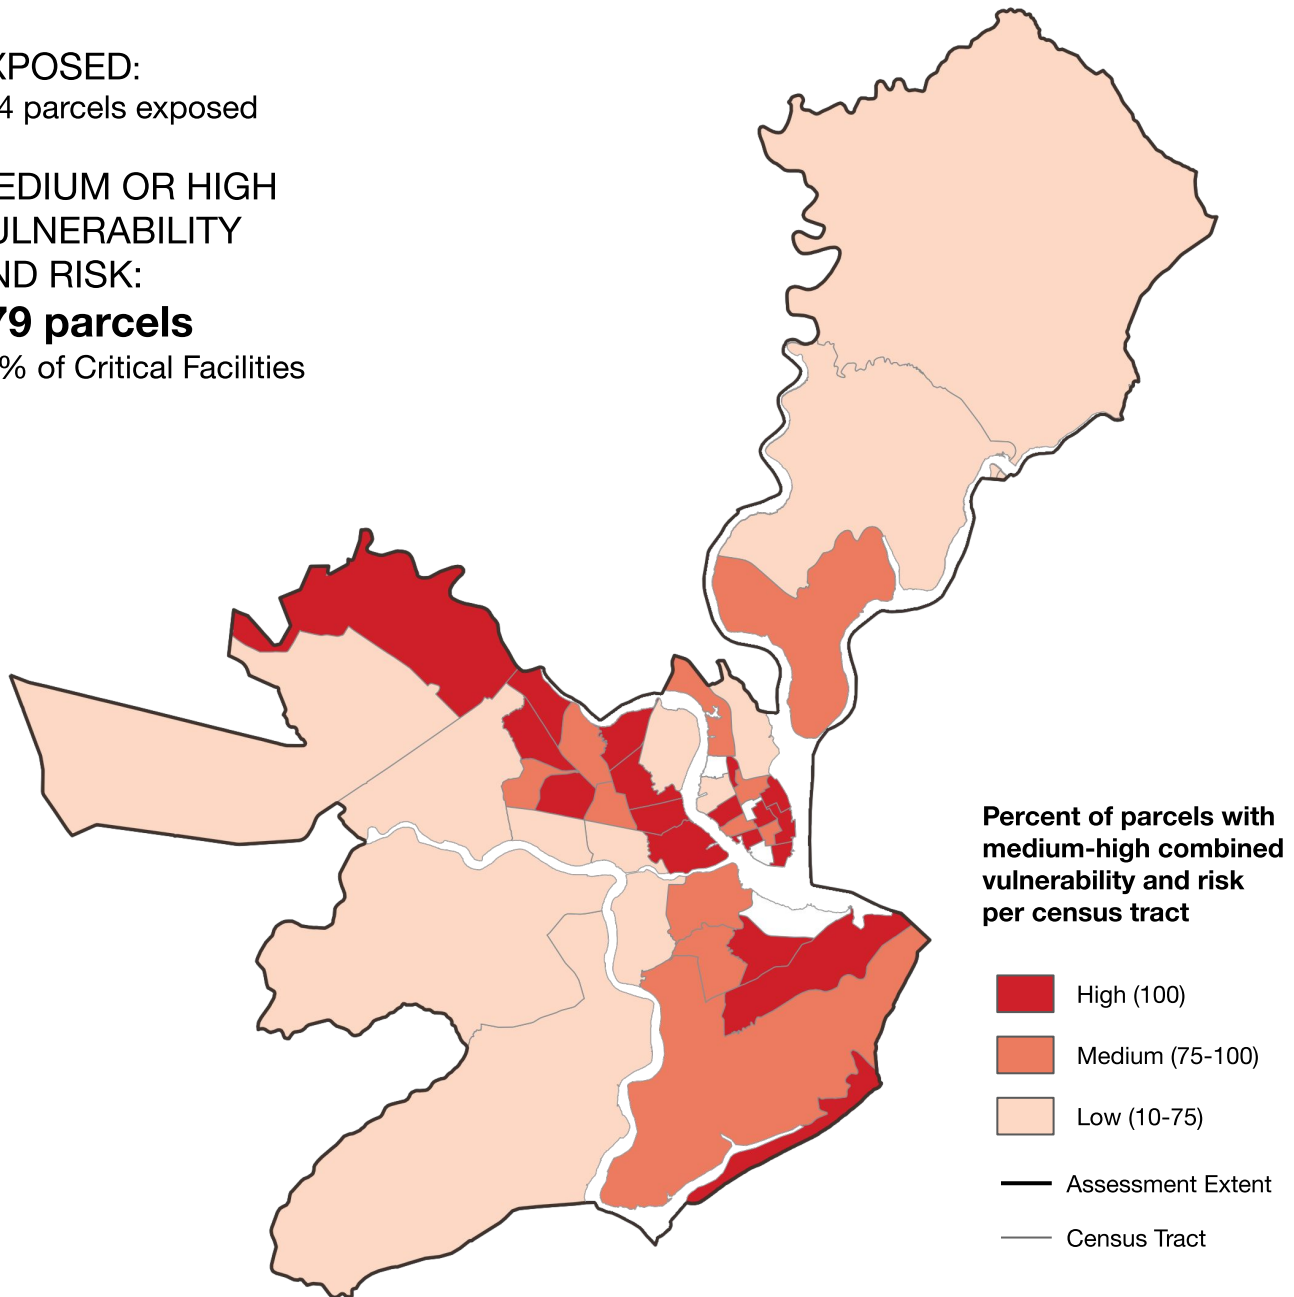 XPOSED:
4 parcels exposed
EDIUM OR HIGH
ULNERABILITY
ND RISK:
79 parcels
% of Critical Facilities
Percent of parcels with
medium-high combined
vulnerability and risk
per census tract
High (100)
Medium (75-100)
Low (10-75)
Assessment Extent
Census Tract